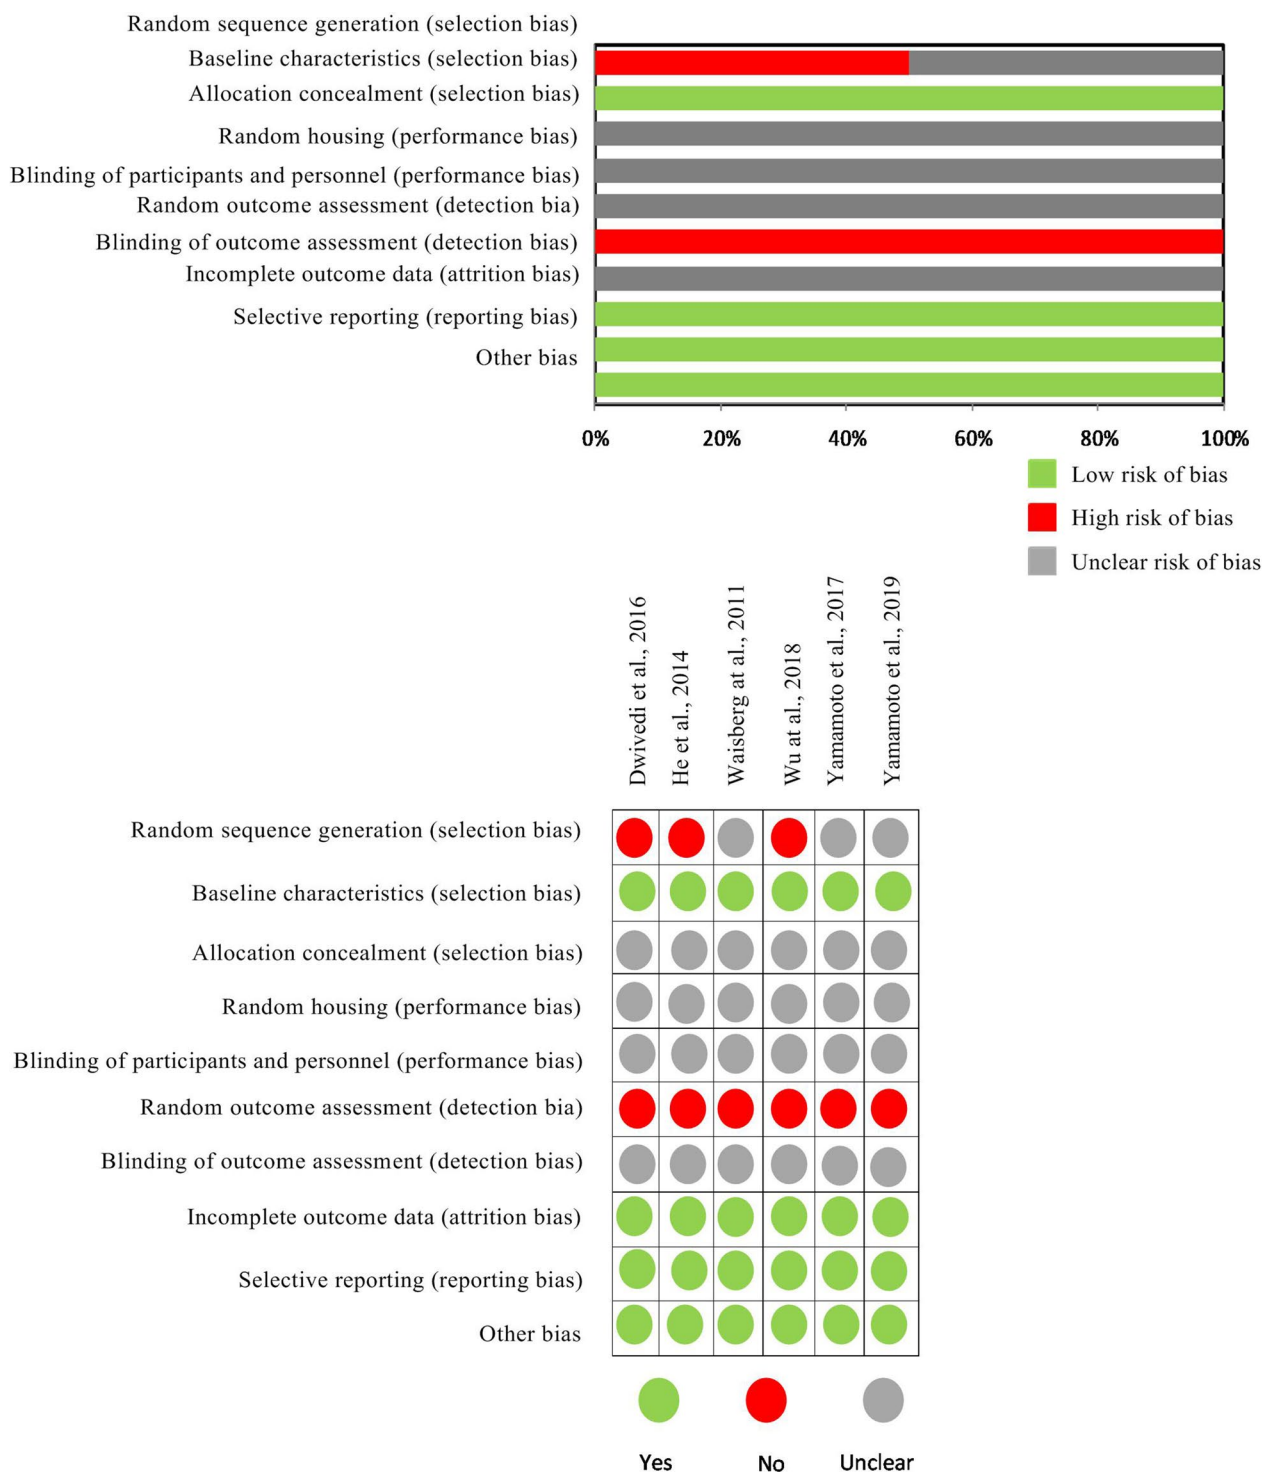 Random sequence generation (selection bias)
Baseline characteristics (selection bias)
Allocation concealment (selection bias)
Random housing (performance bias)
Blinding of participants and personnel (performance bias)
Random outcome assessment (detection bia)
Blinding of outcome assessment (detection bias)
Incomplete outcome data (attrition bias)
Selective reporting (reporting bias)
Other bias
0% 20% 40% 60% 80% 100%
Low risk of bias
High risk of bias
Unclear risk of bias
Dwivedi et al., 2016
He et al., 2014
Waisberg at al., 2011
Wu at al., 2018
Yamamoto et al., 2017
Yamamoto et al., 2019
Random sequence generation (selection bias)
Baseline characteristics (selection bias)
Allocation concealment (selection bias)
Random housing (performance bias)
Blinding of participants and personnel (performance bias)
Random outcome assessment (detection bia)
Blinding of outcome assessment (detection bias)
Incomplete outcome data (attrition bias)
Selective reporting (reporting bias)
Other bias
Yes No Unclear